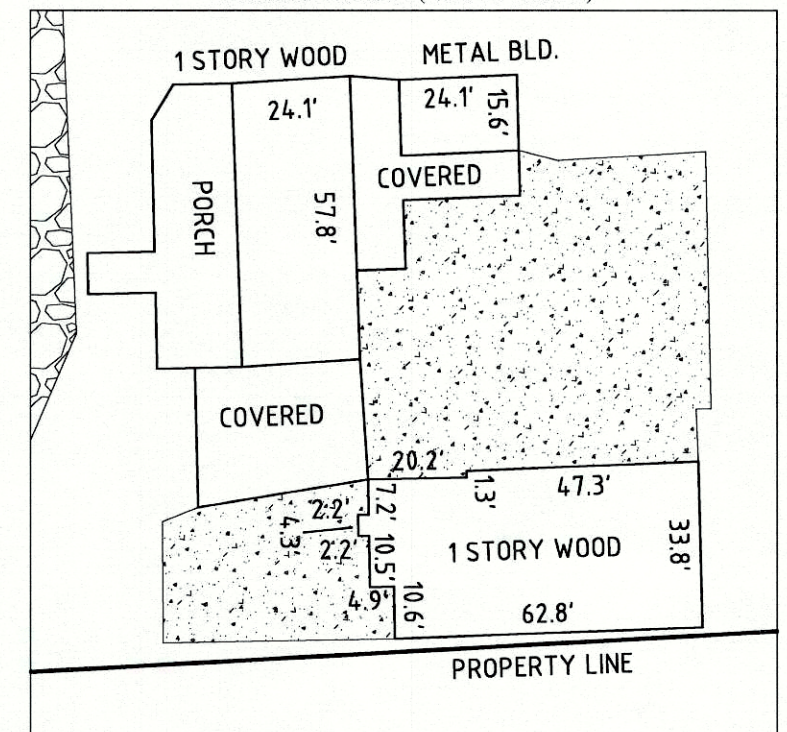 1 STORY WOOD
METAL BLD.
24.1'
24.1'
15.6'
COVERED
PORCH
57.8'
COVERED
20.2'
1.3'
47.3'
7.2'
2.2'
4.3'
2.2'
10.5'
1 STORY WOOD
33.8'
4.9'
10.6'
62.8'
PROPERTY LINE